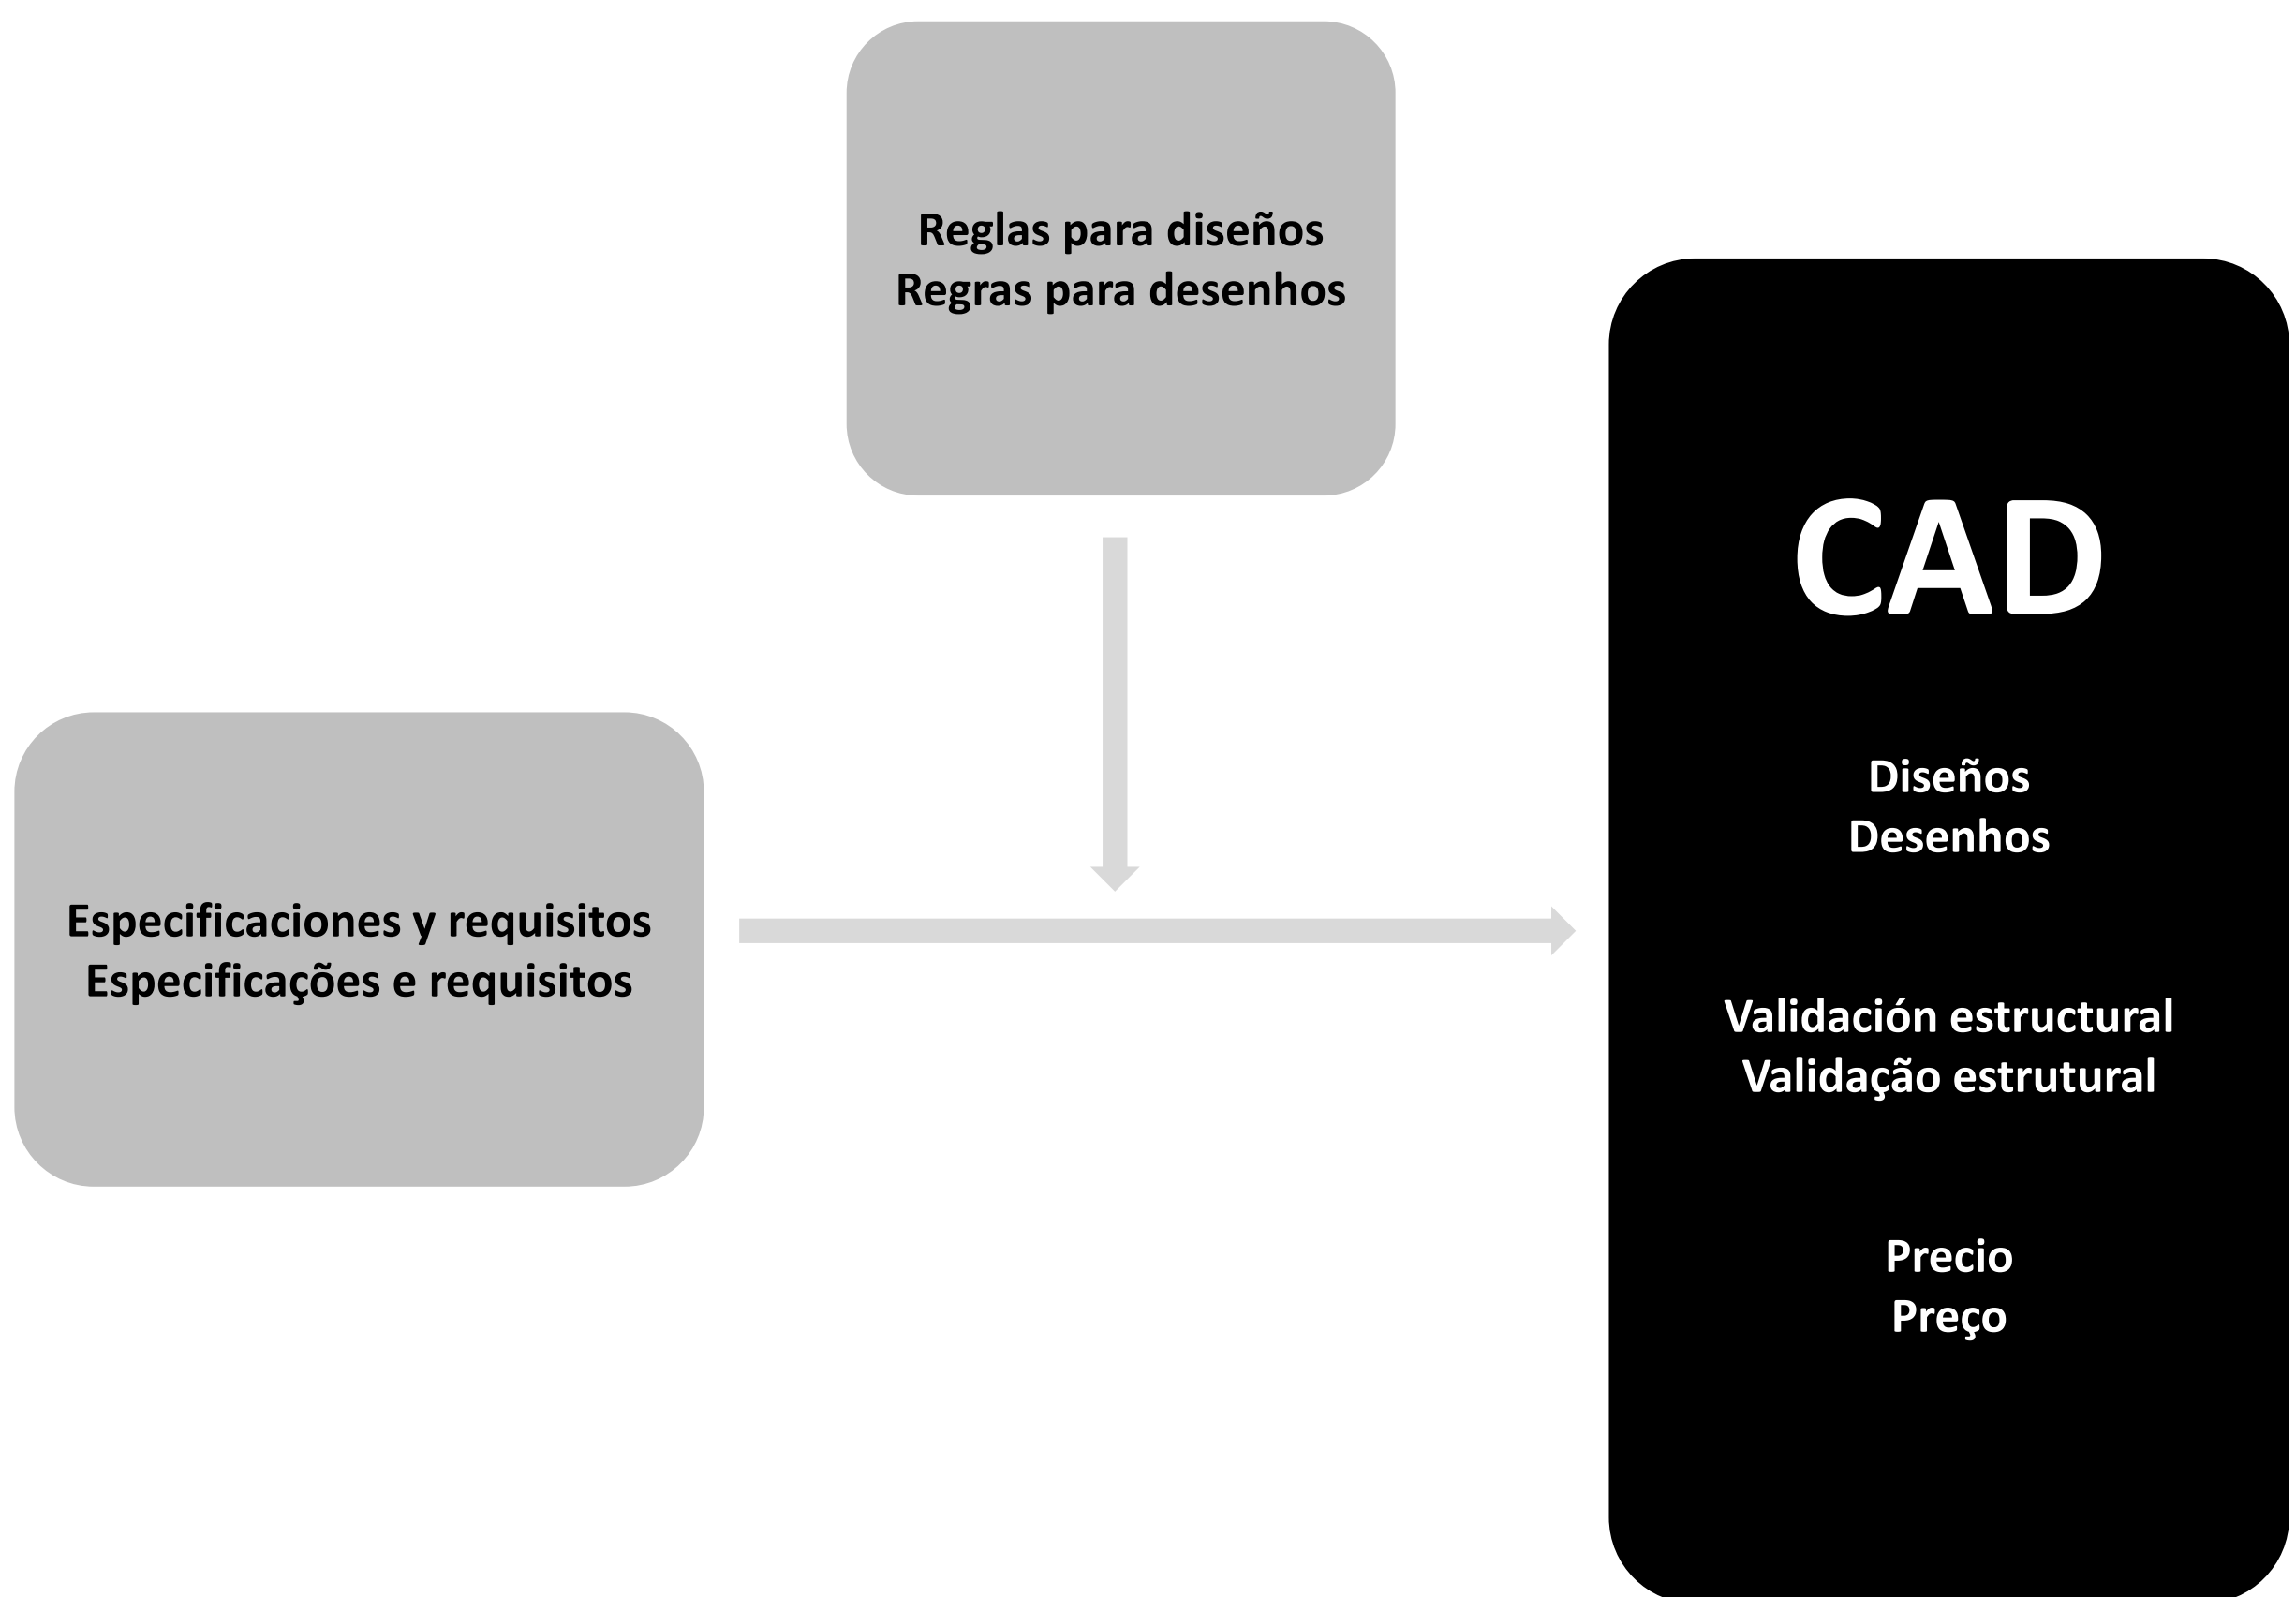 Reglas para diseños
Regras para desenhos
Especificaciones y requisitos
Especificações e requisitos
CAD
Diseños
Desenhos
Validación estructural
Validação estrutural
Precio
Preço